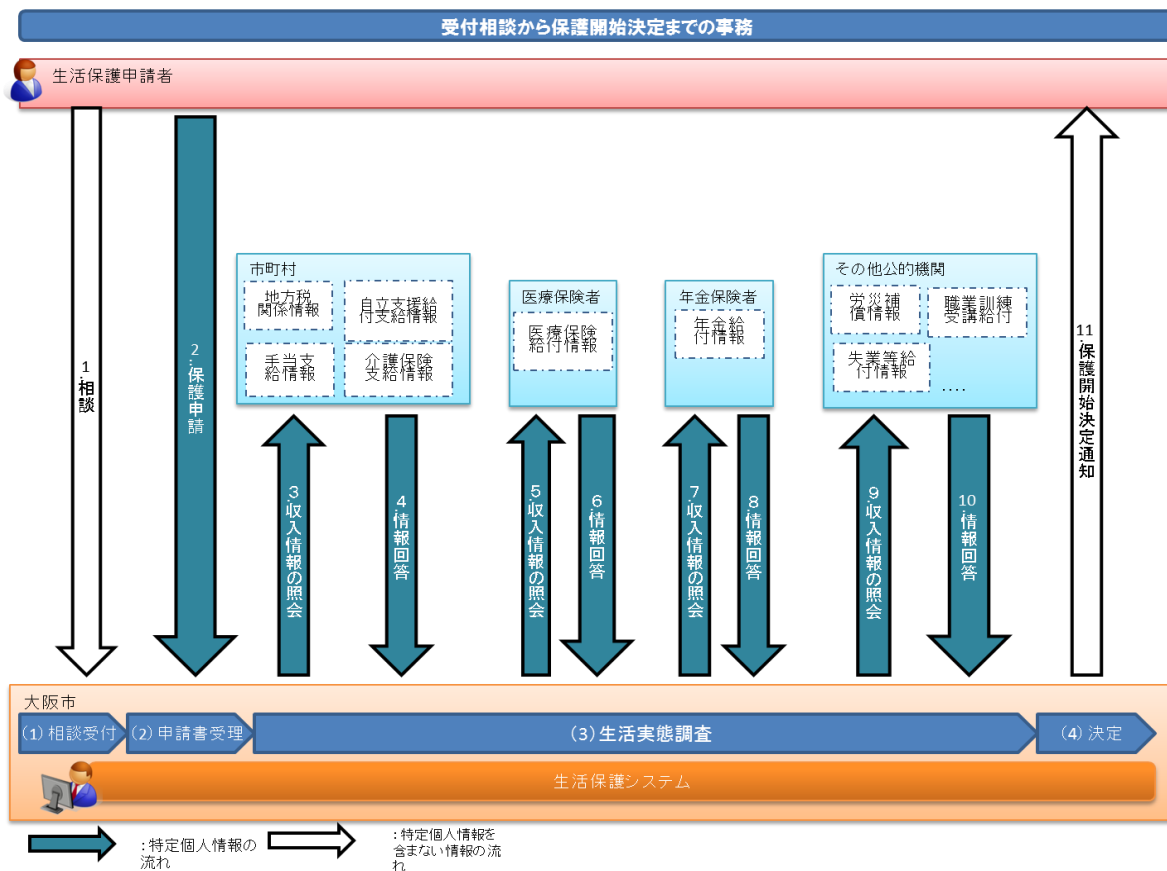 受付相談から保護開始決定までの事務
生活保護申請者
1.相談
2.保護申請
市町村
地方税
関係情報
自立支援給
付支給情報
手当支
給情報
介護保険
支給情報
医療保険者
医療保険
給付情報
年金保険者
年金給
付情報
その他公的機関
労災補
償情報
職業訓練
受講給付
失業等給
付情報
....
3.収入情報の照会
4.情報回答
5.収入情報の照会
6.情報回答
7.収入情報の照会
8.情報回答
9.収入情報の照会
10.情報回答
11.保護開始決定通知
大阪市
(1)相談受付
(2)申請書受理
(3)生活実態調査
(4)決定
生活保護システム
:特定個人情報の
流れ
:特定個人情報を
含まない情報の流
れ